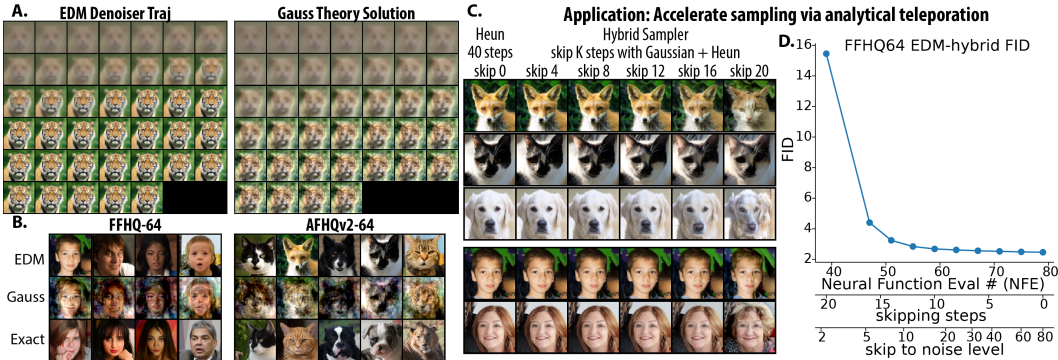 A.
EDM Denoiser Traj
Gauss Theory Solution
B.
FFHQ-64
AFHQv2-64
EDM
Gauss
Exact
C.
Application: Accelerate sampling via analytical teleporation
Heun
40 steps
skip 0
Hybrid Sampler
skip K steps with Gaussian + Heun
skip 4 skip 8 skip 12 skip 16 skip 20
D.
FFHQ64 EDM-hybrid FID
FID
16
14
12
10
8
6
4
2
40 50 60 70 80
Neural Function Eval # (NFE)
20 15 10 5 0
skipping steps
2 5 10 20 30 40 60 80
skip to noise level